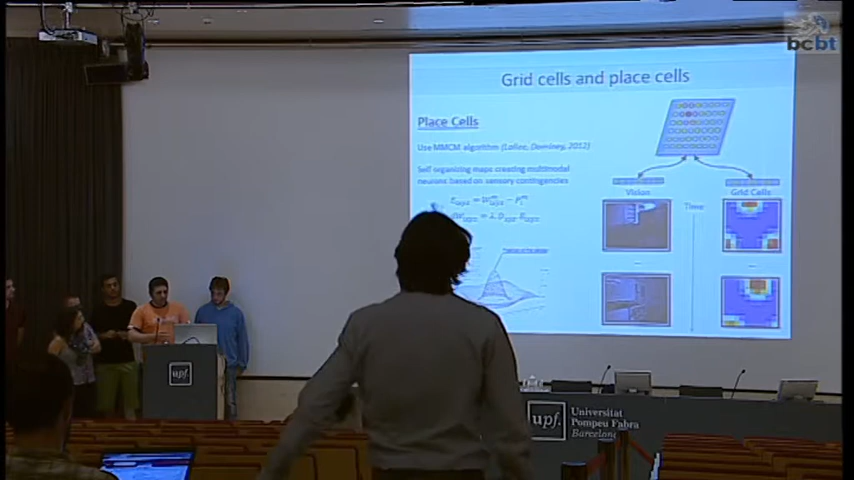 bcbt
Grid cells and place cells
Place Cells
Use MMCM algorithm (Lallee, Dominey, 2012)
Self organizing maps creating multimodal
neurons based on sensory contingencies
Vision
Time
Grid Cells
upf.
upf.
Universitat
Pompeu Fabra
Barcelona